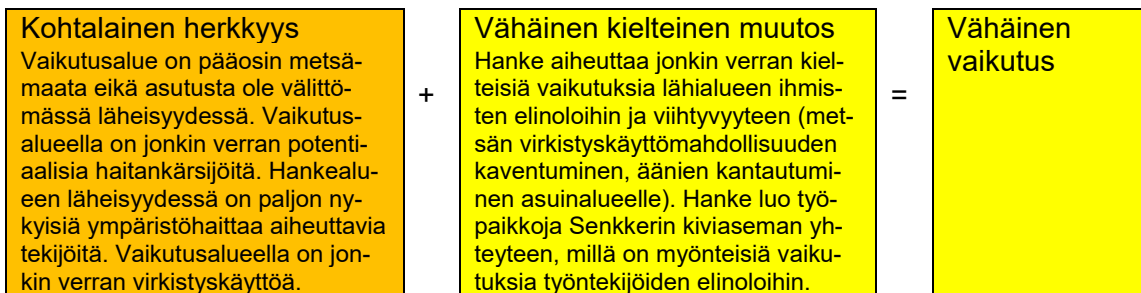 Kohtalainen herkkyys
Vaikutusalue on pääosin metsä-
maata eikä asutusta ole välittö-
mässä läheisyydessä. Vaikutus-
alueella on jonkin verran potenti-
aalisia haitankärsijöitä. Hankealu-
een läheisyydessä on paljon ny-
kyisiä ympäristöhaittaa aiheuttavia
tekijöitä. Vaikutusalueella on jon-
kin verran virkistyskäyttöä.
+
Vähäinen kielteinen muutos
Hanke aiheuttaa jonkin verran kiel-
teisiä vaikutuksia lähialueen ihmis-
ten elinoloihin ja viihtyvyyteen (met-
sän virkistyskäyttömahdollisuuden
kaventuminen, äänien kantautumi-
nen asuinalueelle). Hanke luo työ-
paikkoja Senkkerin kiviaseman yh-
teyteen, millä on myönteisiä vaiku-
tuksia työntekijöiden elinoloihin.
=
Vähäinen
vaikutus